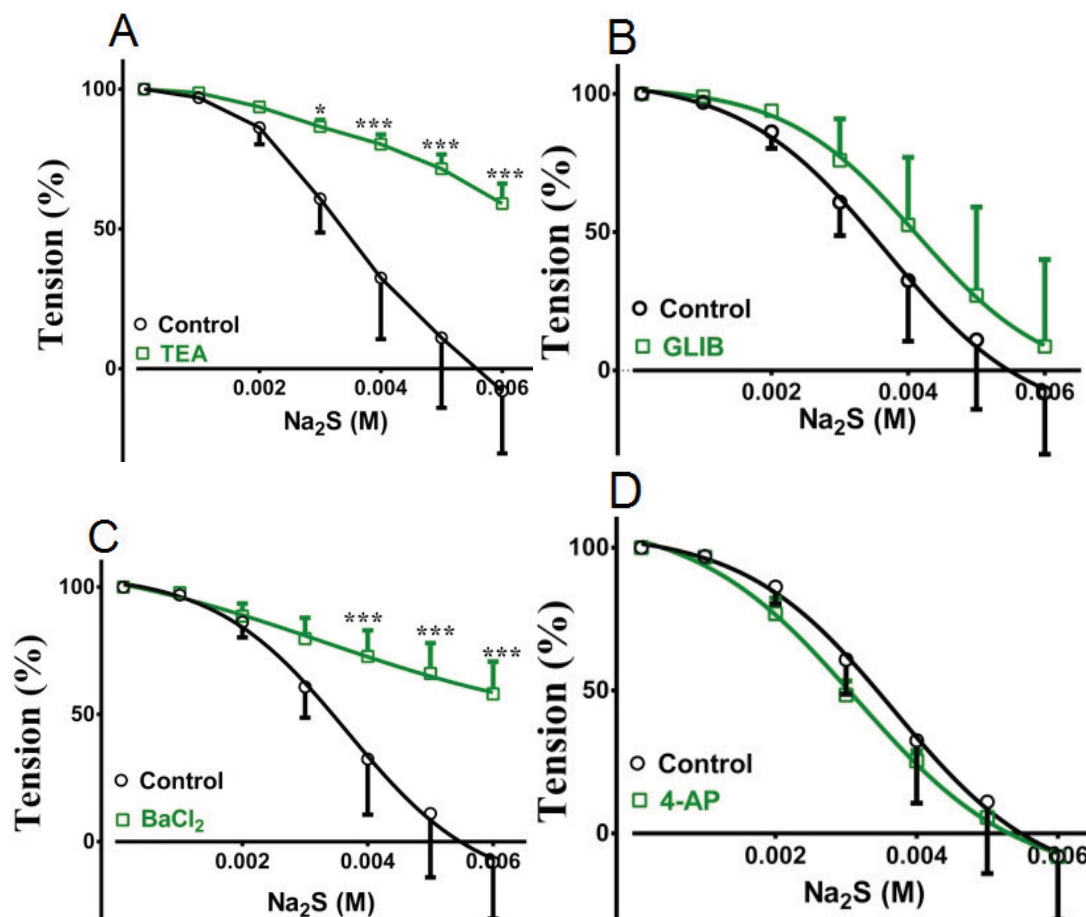 A
Tension (%)
100
50
0
*
***
***
***
Control
TEA
0.002
0.004
0.006
Na₂S (M)
B
Tension (%)
100
50
0
Control
GLIB
0.002
0.004
0.006
Na₂S (M)
C
Tension (%)
100
50
0
***
***
***
Control
BaCl₂
0.002
0.004
0.006
Na₂S (M)
D
Tension (%)
100
50
0
Control
4-AP
0.002
0.004
0.006
Na₂S (M)